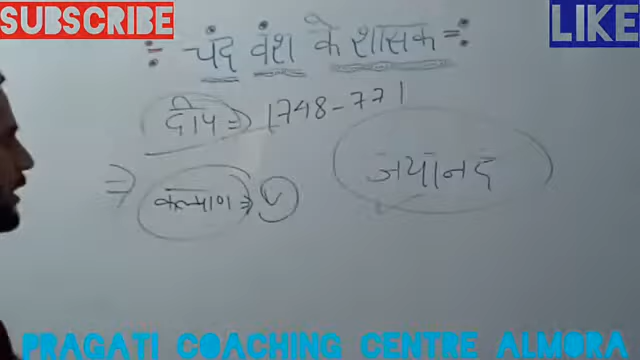 SUBSCRIBE
LIKE
चंद वंश के शासक
दीप ⇒ 1748-77
जयानंद
⇒ कल्याण ⇒ V
PRAGATI COACHING CENTRE ALMORA